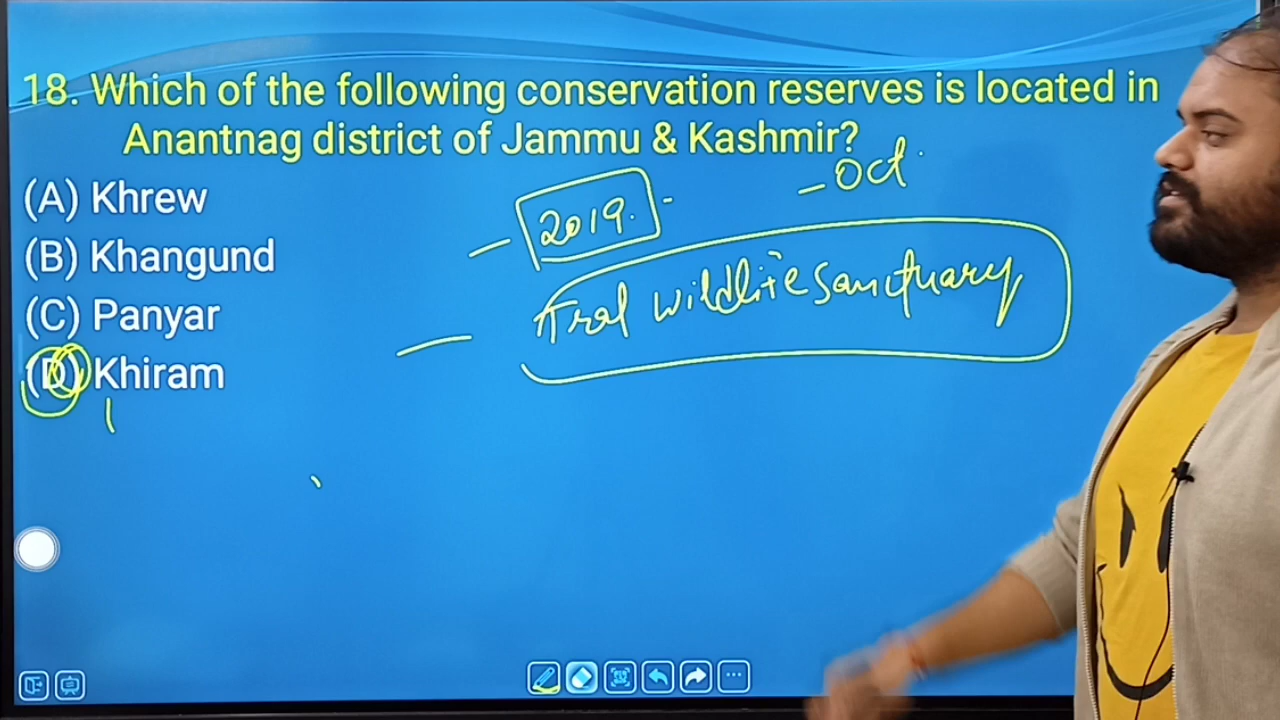 18. Which of the following conservation reserves is located in
Anantnag district of Jammu & Kashmir?
(A) Khrew
(B) Khangund
(C) Panyar
(D) Khiram
- Oct
- 2019.
- Tral wildlife sanctuary